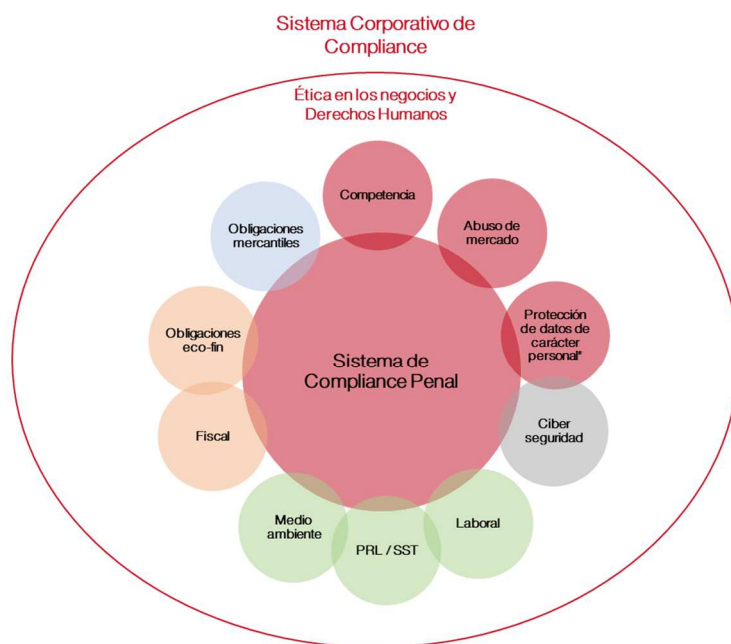 Sistema Corporativo de
Compliance
Ética en los negocios y
Derechos Humanos
Competencia
Abuso de
mercado
Obligaciones
mercantiles
Protección
de datos de
carácter
personal*
Obligaciones
eco-fin
Sistema de
Compliance Penal
Ciber
seguridad
Fiscal
Medio
ambiente
PRL / SST
Laboral